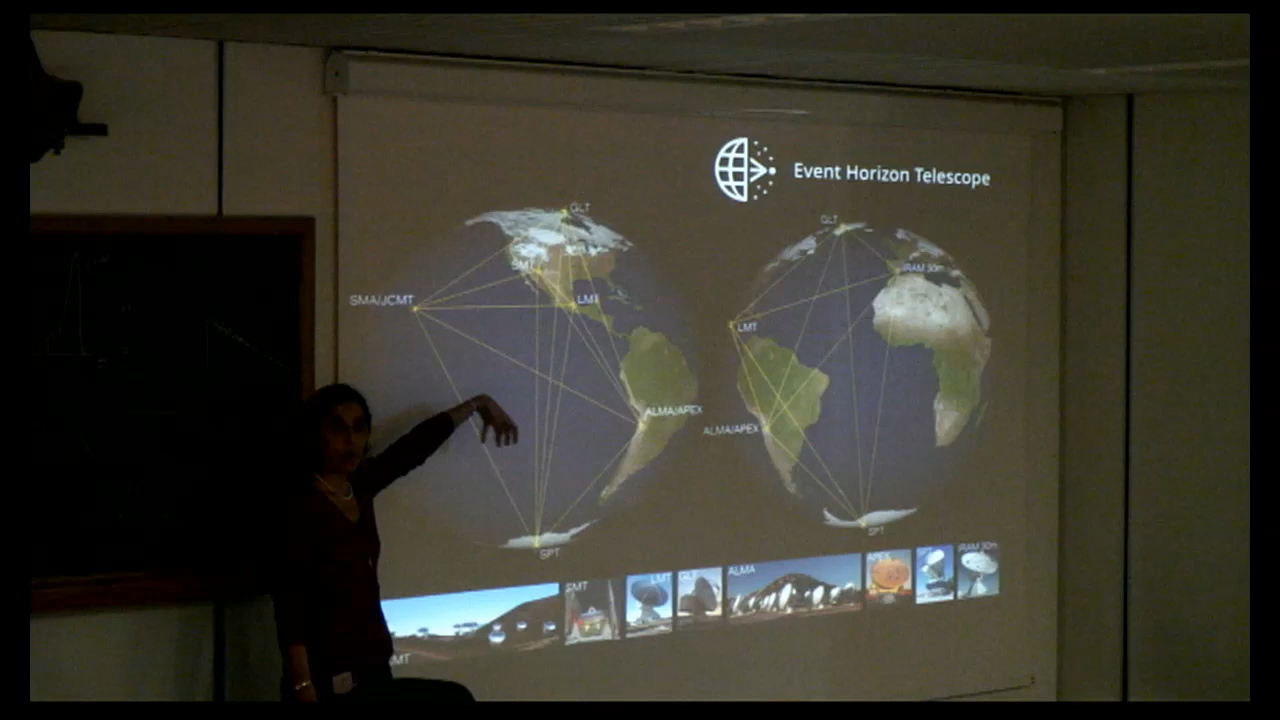 Event Horizon Telescope
GLT
SMT
SMA/JCMT
LMT
ALMA/APEX
SPT
GLT
IRAM 30m
LMT
ALMA/APEX
SPT
SMT
LMT
GLT
ALMA
APEX
IRAM 30m